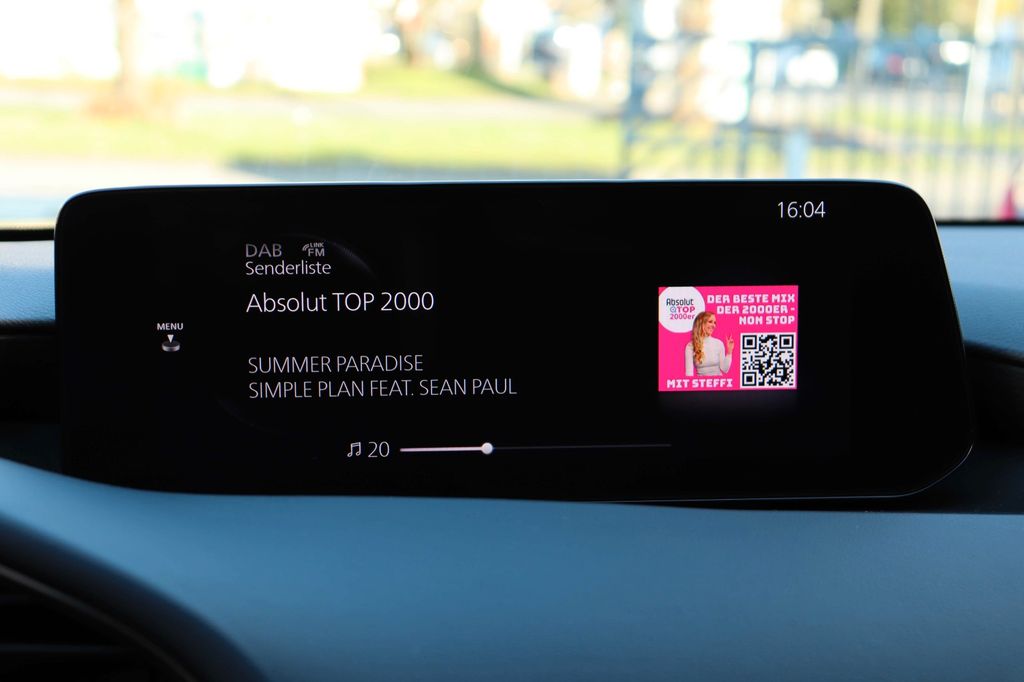 16:04
DAB LINK FM
Senderliste
Absolut TOP 2000
MENU
SUMMER PARADISE
SIMPLE PLAN FEAT. SEAN PAUL
20
Absolut
TOP
2000er
DER BESTE MIX
DER 2000ER -
NON STOP
MIT STEFFI